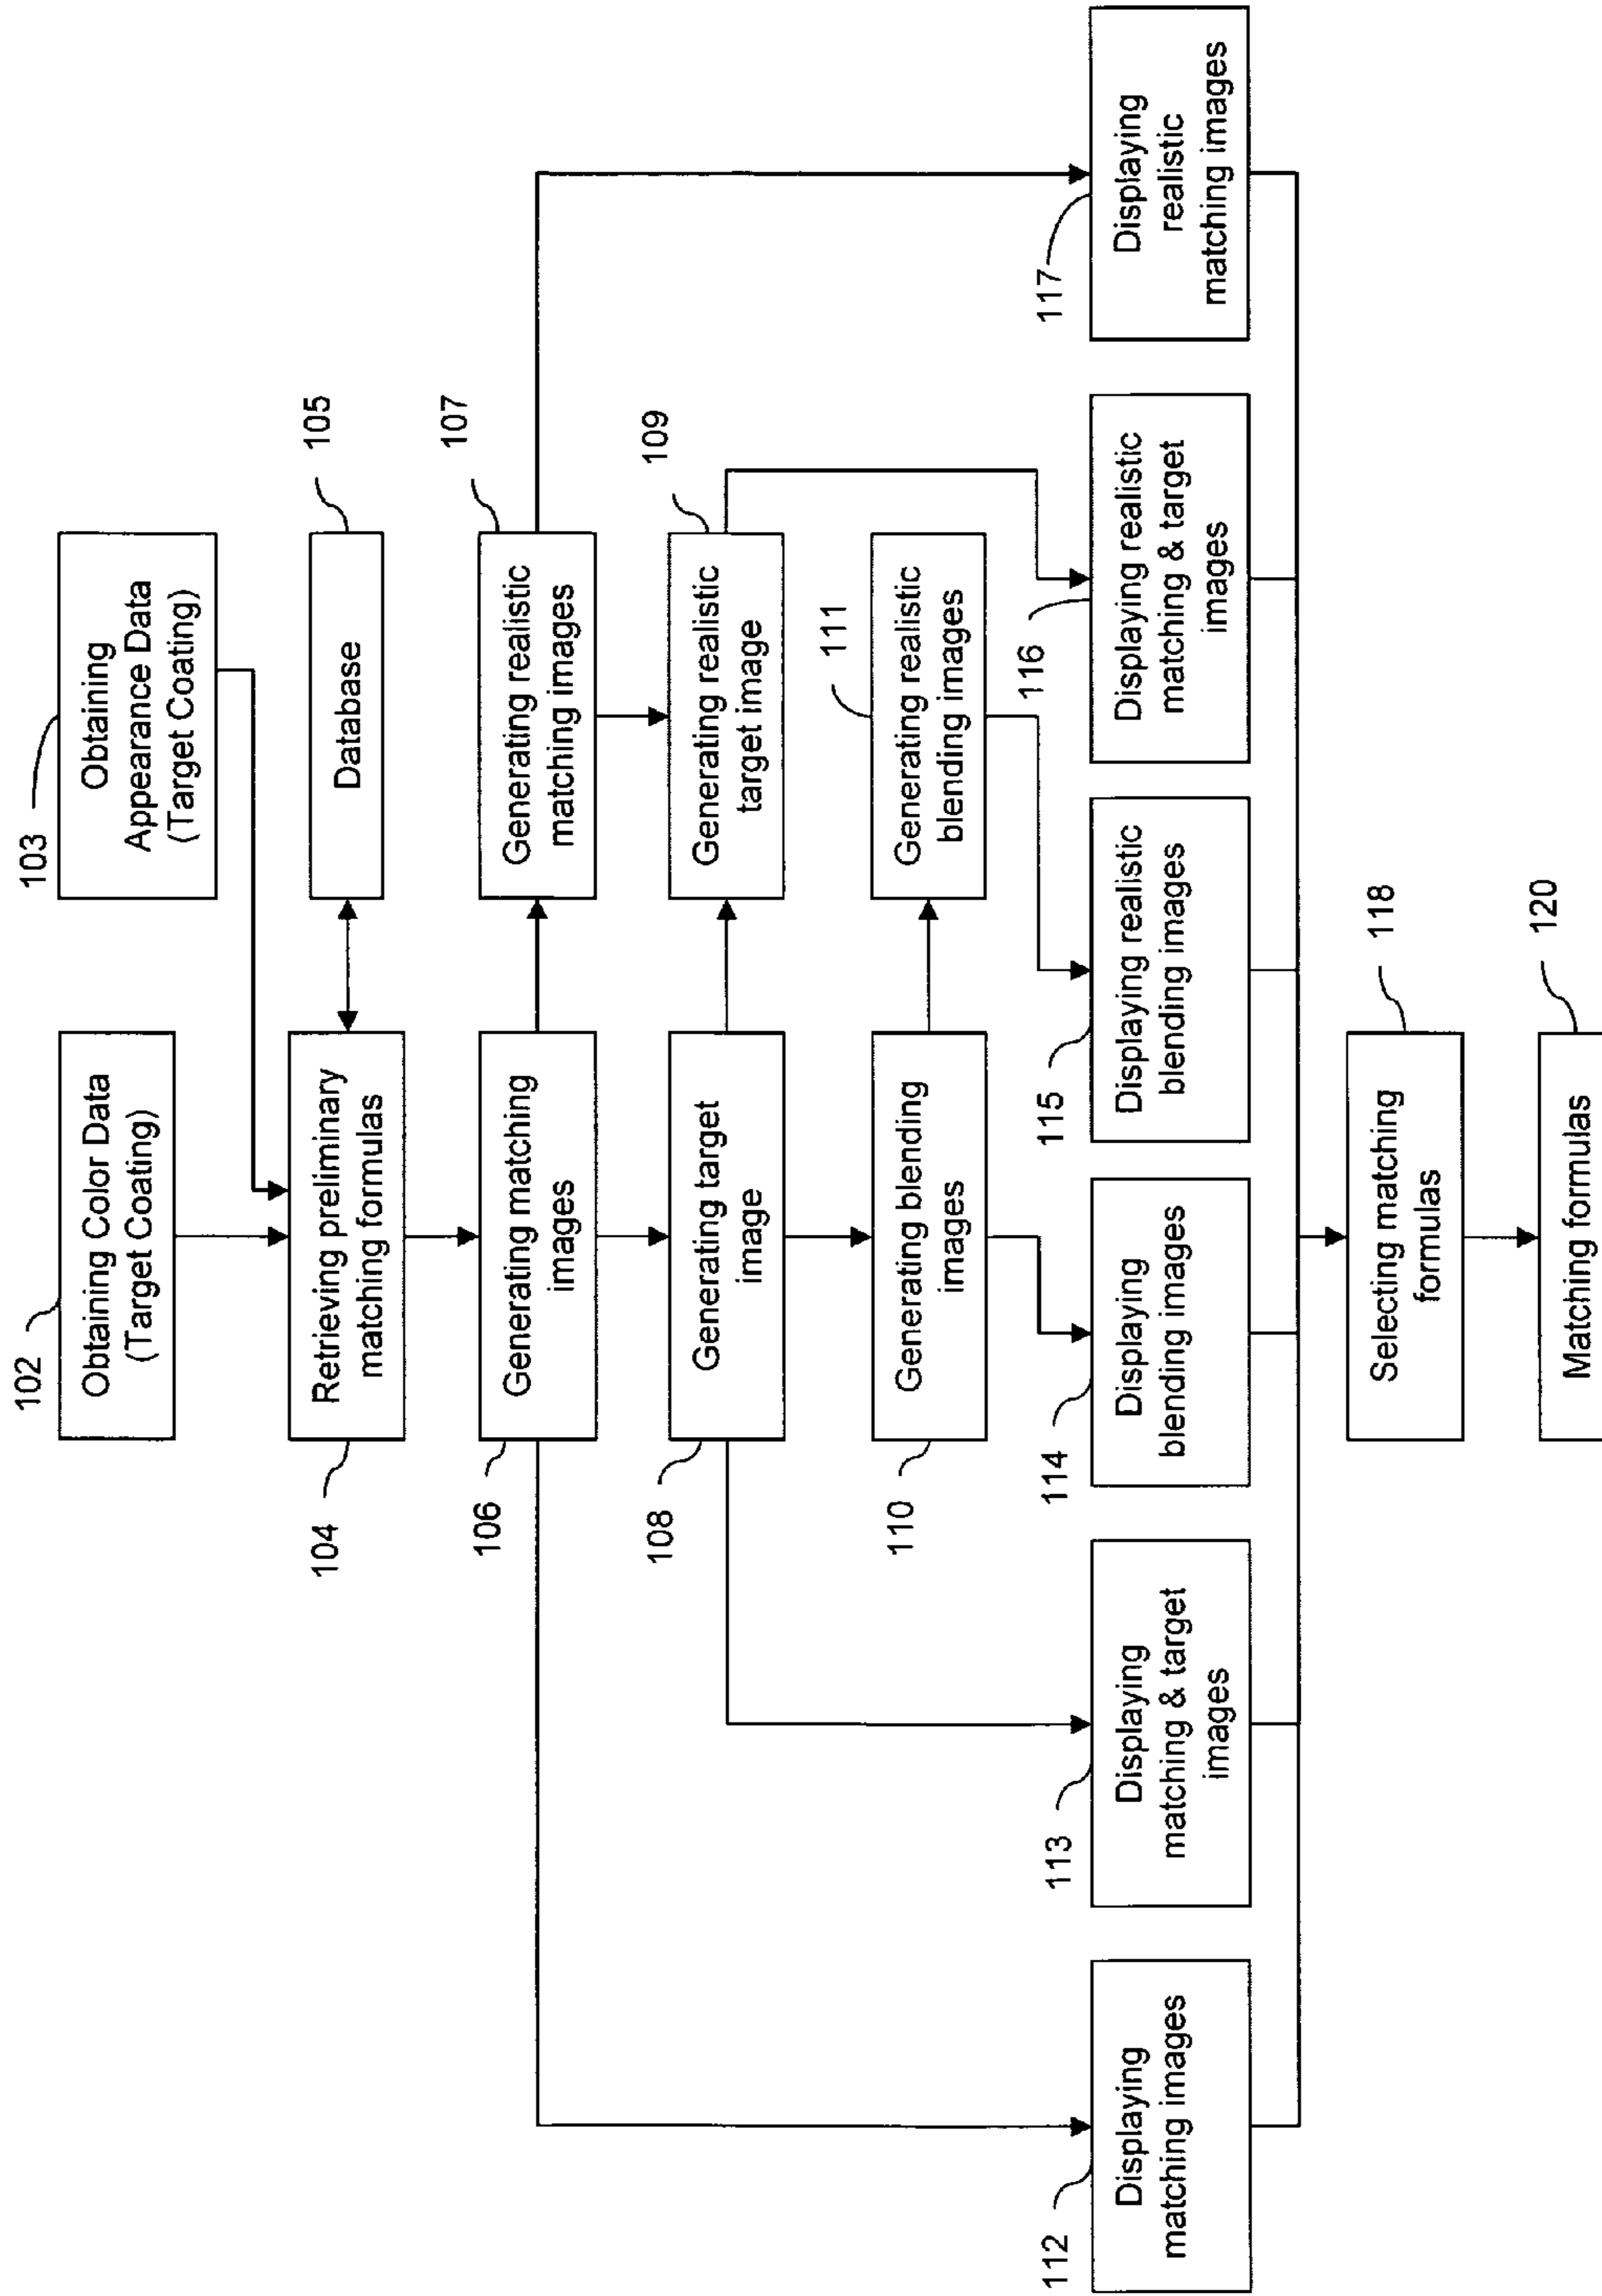 102
Obtaining Color Data
(Target Coating)
103
Obtaining
Appearance Data
(Target Coating)
104
Retrieving preliminary
matching formulas
105
Database
106
Generating matching
images
107
Generating realistic
matching images
108
Generating target
image
109
Generating realistic
target image
110
Generating blending
images
111
Generating realistic
blending images
112
Displaying
matching images
113
Displaying
matching & target
images
114
Displaying
blending images
115
Displaying realistic
blending images
116
Displaying realistic
matching & target
images
117
Displaying
realistic
matching images
118
Selecting matching
formulas
120
Matching formulas